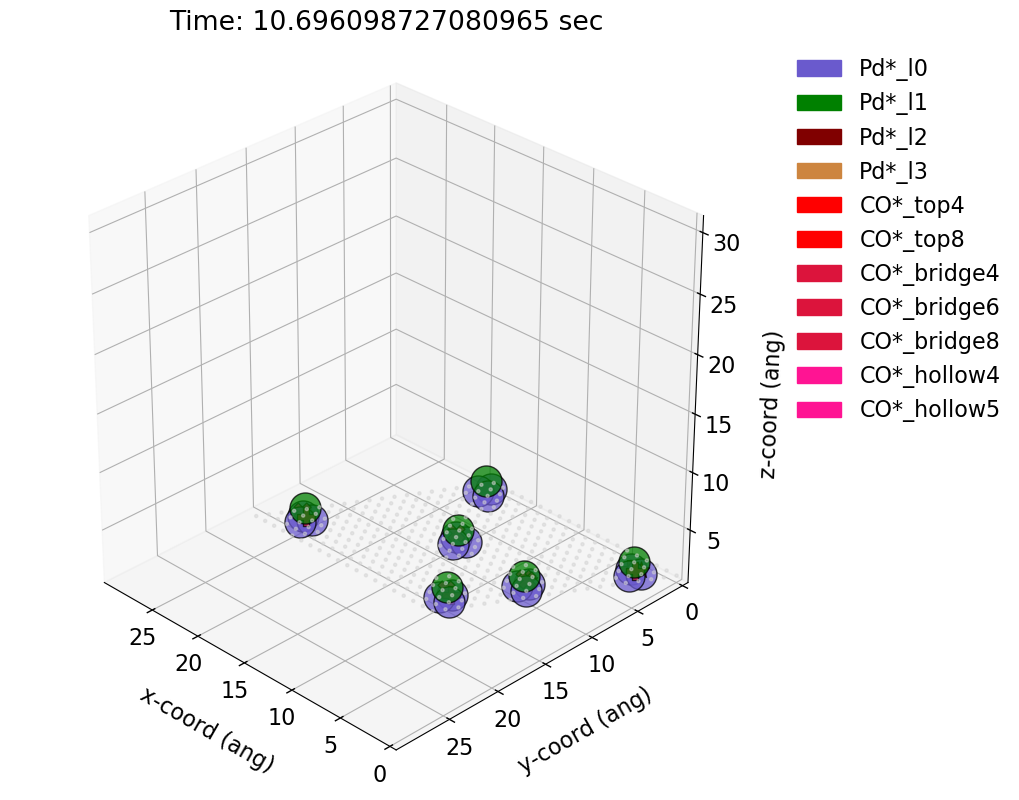 Time: 10.696098727080965 sec
Pd*_l0
Pd*_l1
Pd*_l2
Pd*_l3
CO*_top4
CO*_top8
CO*_bridge4
CO*_bridge6
CO*_bridge8
CO*_hollow4
CO*_hollow5
30
25
20
15
10
5
z-coord (ang)
25
20
15
10
5
0
x-coord (ang)
0
5
10
15
20
25
y-coord (ang)